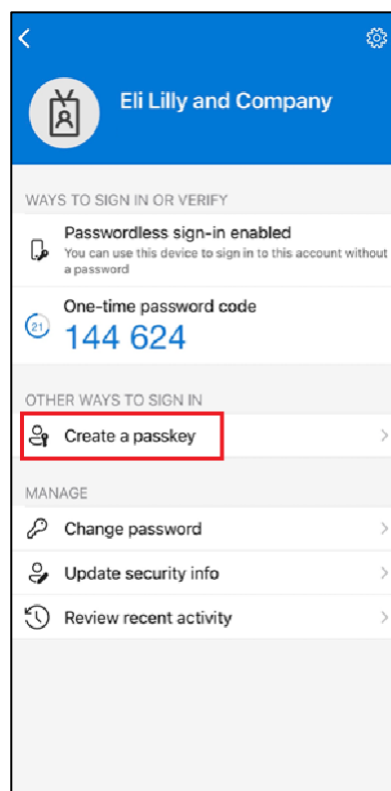 Eli Lilly and Company
WAYS TO SIGN IN OR VERIFY
Passwordless sign-in enabled
You can use this device to sign in to this account without
a password
One-time password code
21
144 624
OTHER WAYS TO SIGN IN
Create a passkey
MANAGE
Change password
Update security info
Review recent activity